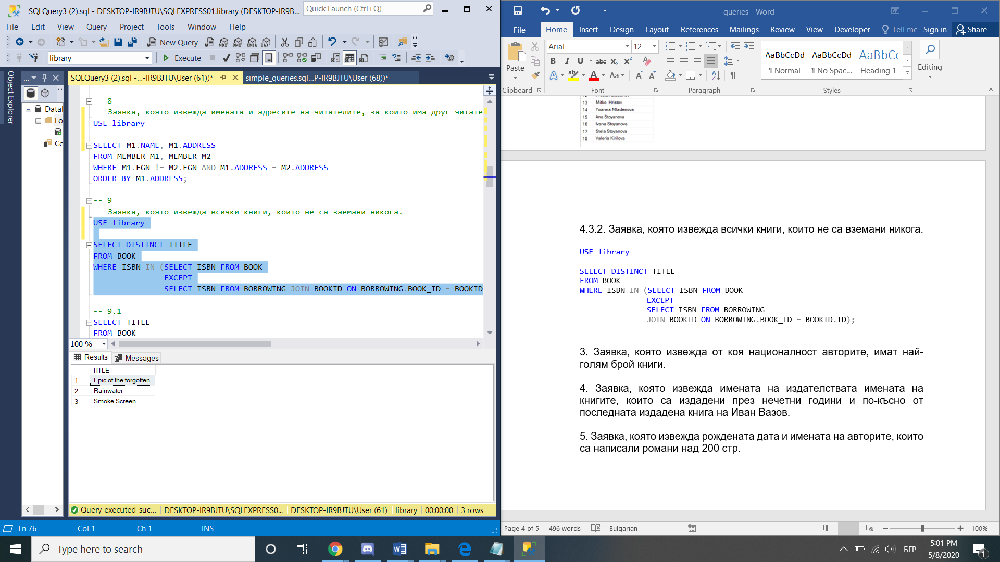 SQLQuery3 (2).sql - DESKTOP-IR9BJTU\SQLEXPRESS01.library (DESKTOP-IR9B...
Quick Launch (Ctrl+Q)
File Edit View Query Project Tools Window Help
New Query
library
Execute
Object Explorer
SQLQuery3 (2).sql -...-IR9BJTU\User (61))*
simple_queries.sql...P-IR9BJTU\User (68))*
Datal
Lo
Ce
-- 8
-- Заявка, която извежда имената и адресите на читателите, за които има друг читате
USE library
SELECT M1.NAME, M1.ADDRESS
FROM MEMBER M1, MEMBER M2
WHERE M1.EGN != M2.EGN AND M1.ADDRESS = M2.ADDRESS
ORDER BY M1.ADDRESS;
-- 9
-- Заявка, която извежда всички книги, които не са заемани никога.
USE library
SELECT DISTINCT TITLE
FROM BOOK
WHERE ISBN IN (SELECT ISBN FROM BOOK
EXCEPT
SELECT ISBN FROM BORROWING JOIN BOOKID ON BORROWING.BOOK_ID = BOOKID
-- 9.1
SELECT TITLE
FROM BOOK
100 %
Results Messages
TITLE
1 Epic of the forgotten
2 Rainwater
3 Smoke Screen
Query executed suc... DESKTOP-IR9BJTU\SQLEXPRESS0... DESKTOP-IR9BJTU\User (61) library 00:00:00 3 rows
Ln 76 Col 1 Ch 1 INS
queries - Word
File Home Insert Design Layout References Mailings Review View Developer Tell me Sign in Share
Paste
Arial 12
B I U abc x₂ x²
A A Aa A A
AaBbCcDd AaBbCcDd AaBbCc
¶ Normal ¶ No Spac... Heading 1
Editing
Clipboard Font Paragraph Styles
13 Mitko Hristov
14 Yoanna Mladenova
15 Ana Stoyanova
16 Ivana Stoyanova
17 Stela Stoyanova
18 Valeria Kirilova
4.3.2. Заявка, която извежда всички книги, които не са вземани никога.
USE library
SELECT DISTINCT TITLE
FROM BOOK
WHERE ISBN IN (SELECT ISBN FROM BOOK
EXCEPT
SELECT ISBN FROM BORROWING
JOIN BOOKID ON BORROWING.BOOK_ID = BOOKID.ID);
3. Заявка, която извежда от коя националност авторите, имат най-
голям брой книги.
4. Заявка, която извежда имената на издателствата имената на
книгите, които са издадени през нечетни години и по-късно от
последната издадена книга на Иван Вазов.
5. Заявка, която извежда рождената дата и имената на авторите, които
са написали романи над 200 стр.
Page 4 of 5 496 words Bulgarian 100%
Type here to search
БГР
5:01 PM
5/8/2020
1